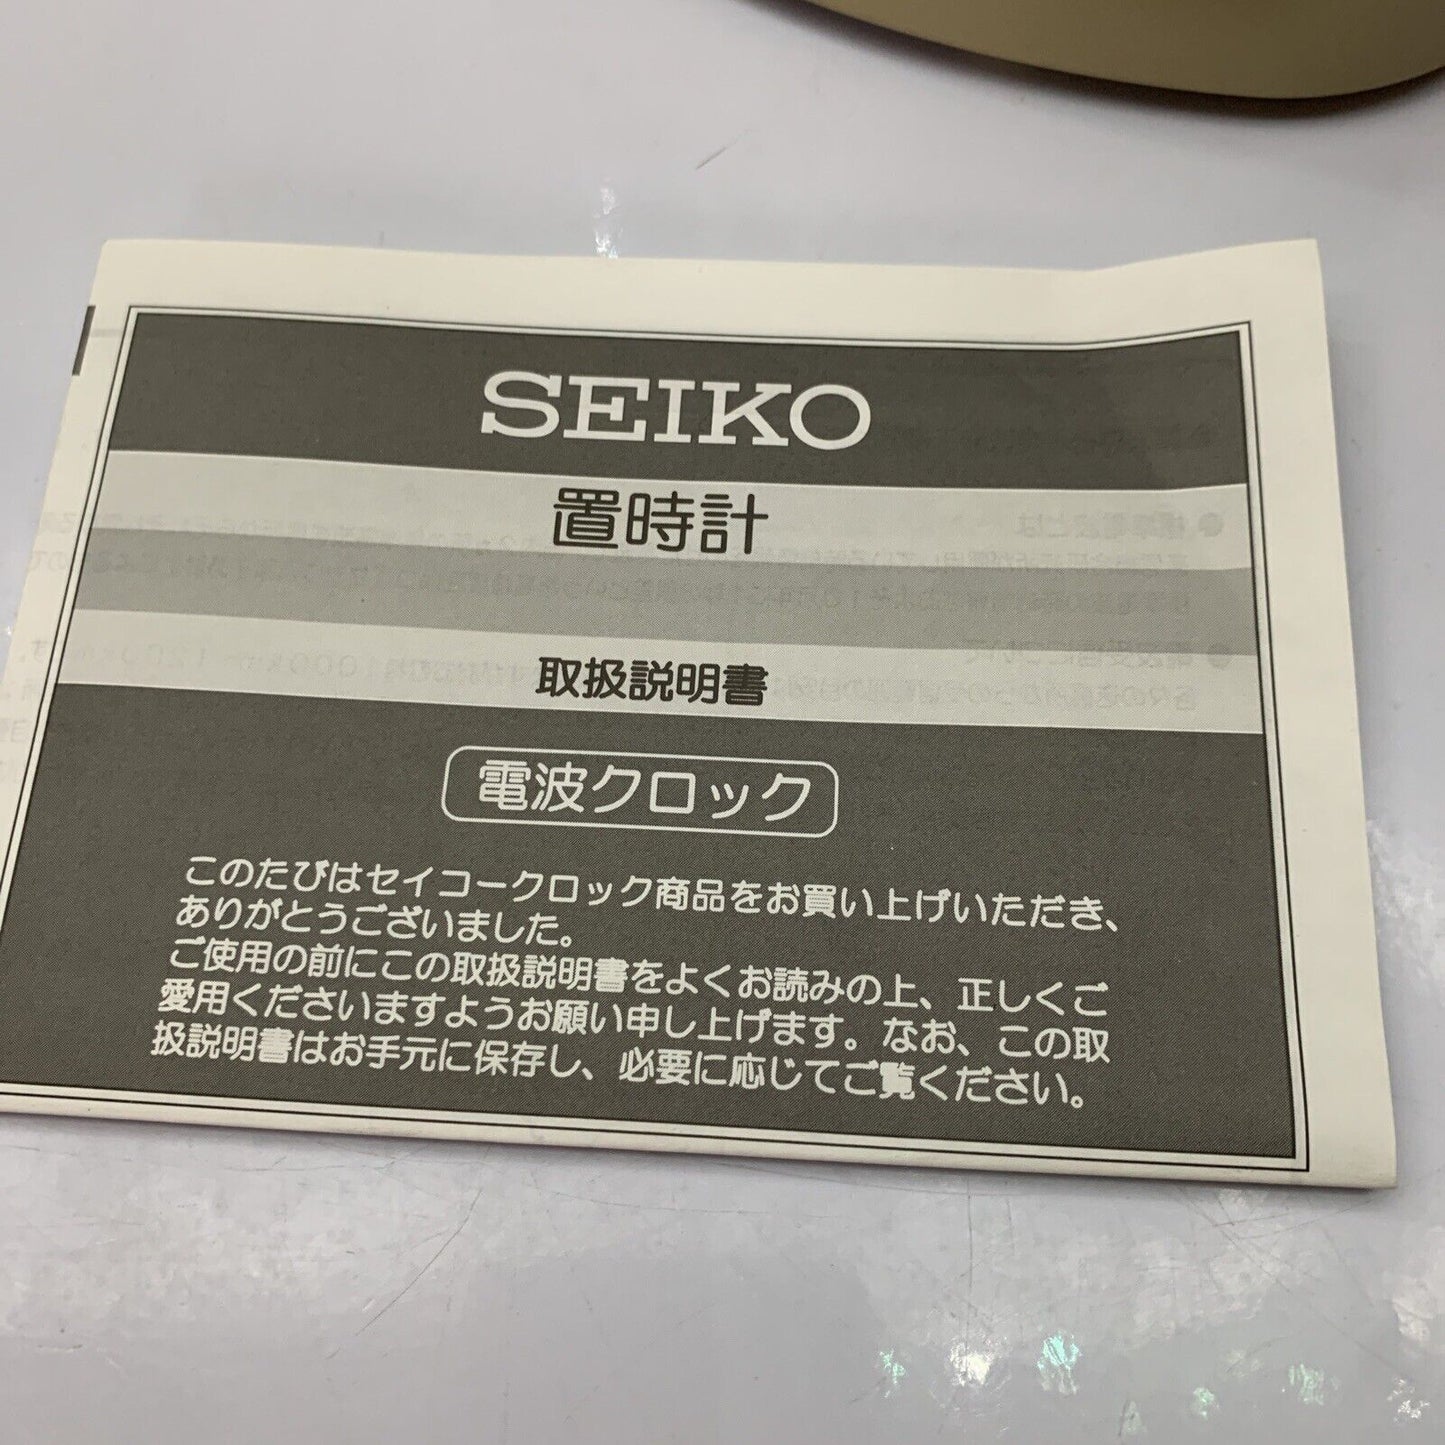 SEIKO
置時計
取扱説明書
電波クロック
このたびはセイコークロック商品をお買い上げいただき、
ありがとうございました。
ご使用の前にこの取扱説明書をよくお読みの上、正しくご
愛用くださいますようお願い申し上げます。なお、この取
扱説明書はお手元に保存し、必要に応じてご覧ください。